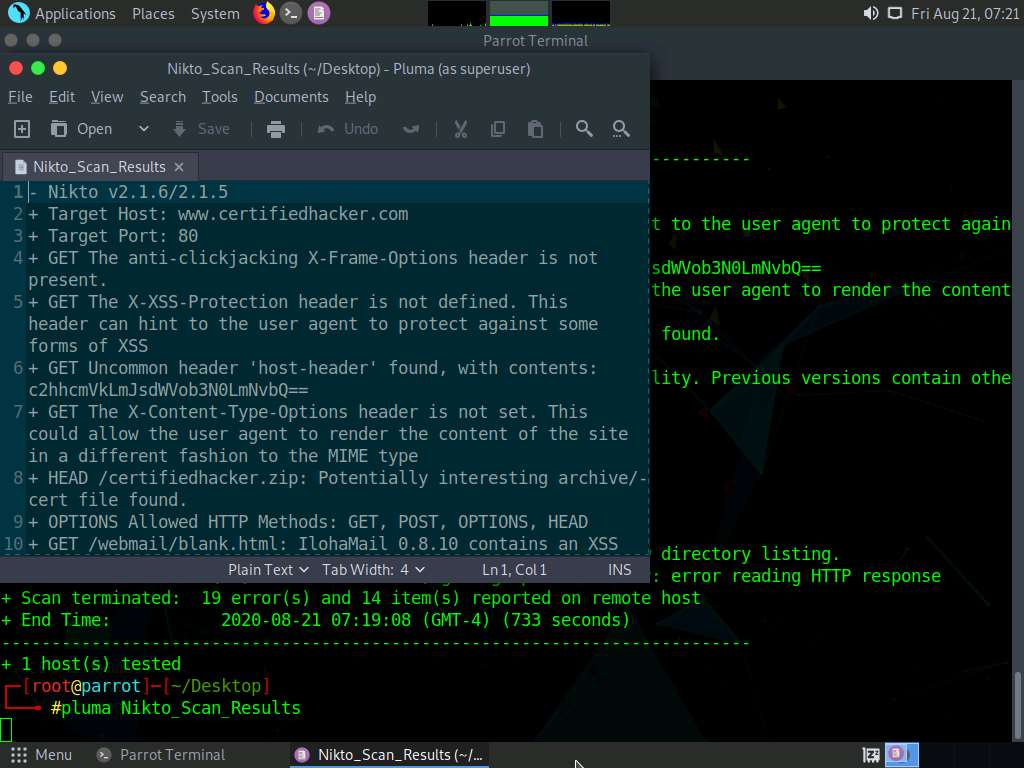 Applications Places System Fri Aug 21, 07:21
Parrot Terminal
Nikto_Scan_Results (~/Desktop) - Pluma (as superuser)
File Edit View Search Tools Documents Help
Open Save Undo
Nikto_Scan_Results
1 - Nikto v2.1.6/2.1.5
2 + Target Host: www.certifiedhacker.com
3 + Target Port: 80
4 + GET The anti-clickjacking X-Frame-Options header is not
present.
5 + GET The X-XSS-Protection header is not defined. This
header can hint to the user agent to protect against some
forms of XSS
6 + GET Uncommon header 'host-header' found, with contents:
c2hhcmVkLmJsdWVob3N0LmNvbQ==
7 + GET The X-Content-Type-Options header is not set. This
could allow the user agent to render the content of the site
in a different fashion to the MIME type
8 + HEAD /certifiedhacker.zip: Potentially interesting archive/-
cert file found.
9 + OPTIONS Allowed HTTP Methods: GET, POST, OPTIONS, HEAD
10 + GET /webmail/blank.html: IlohaMail 0.8.10 contains an XSS
Plain Text Tab Width: 4 Ln 1, Col 1 INS
----------
t to the user agent to protect again
sdWVob3N0LmNvbQ==
the user agent to render the content
found.
lity. Previous versions contain othe
directory listing.
: error reading HTTP response
+ Scan terminated: 19 error(s) and 14 item(s) reported on remote host
+ End Time: 2020-08-21 07:19:08 (GMT-4) (733 seconds)
---------------------------------------------------------------------------
+ 1 host(s) tested
[root@parrot]-[~/Desktop]
#pluma Nikto_Scan_Results
Menu Parrot Terminal Nikto_Scan_Results (~/...